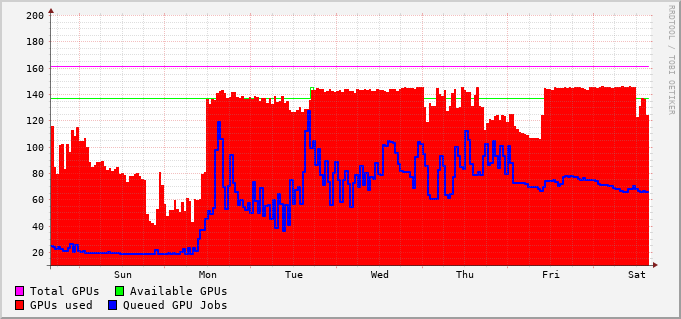 200
180
160
140
120
100
80
60
40
20
Sun Mon Tue Wed Thu Fri Sat
Total GPUs Available GPUs
GPUs used Queued GPU Jobs
RRDTOOL / TOBI OETIKER